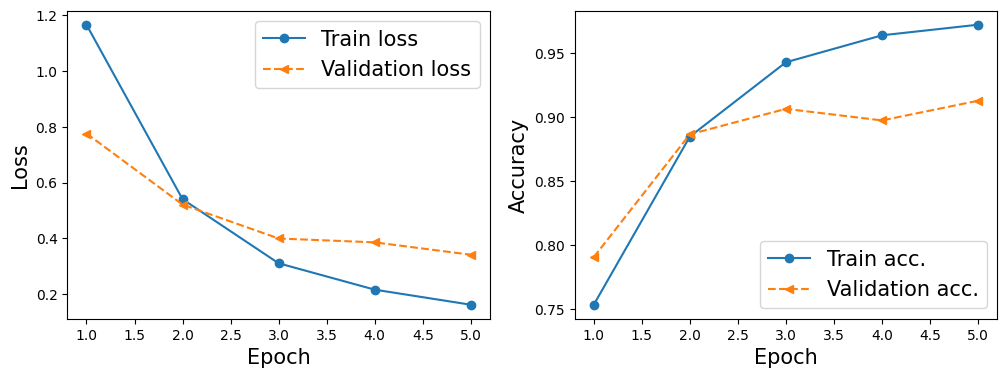 1.2
1.0
0.8
0.6
0.4
0.2
Loss
Train loss
Validation loss
1.0 1.5 2.0 2.5 3.0 3.5 4.0 4.5 5.0
Epoch
0.95
0.90
0.85
0.80
0.75
Accuracy
Train acc.
Validation acc.
1.0 1.5 2.0 2.5 3.0 3.5 4.0 4.5 5.0
Epoch